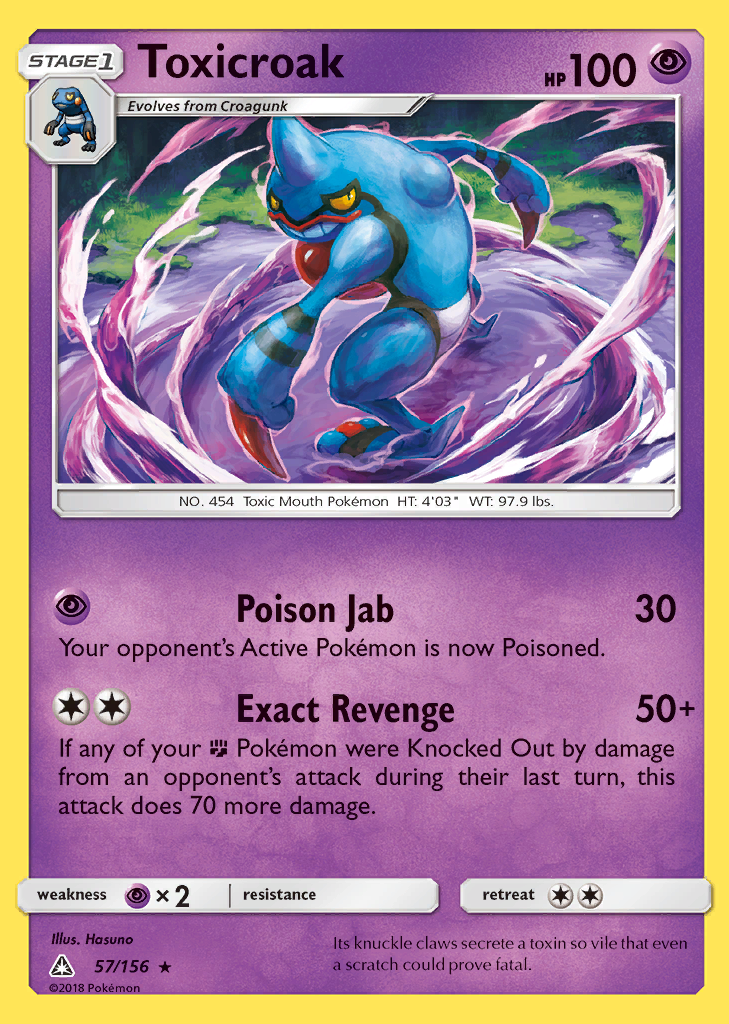 STAGE1
Toxicroak
HP100
Evolves from Croagunk
NO. 454 Toxic Mouth Pokémon HT: 4'03" WT: 97.9 lbs.
Poison Jab 30
Your opponent's Active Pokémon is now Poisoned.
Exact Revenge 50+
If any of your Pokémon were Knocked Out by damage
from an opponent's attack during their last turn, this
attack does 70 more damage.
weakness ×2 resistance retreat
Illus. Hasuno
57/156 ★
©2018 Pokémon
Its knuckle claws secrete a toxin so vile that even
a scratch could prove fatal.